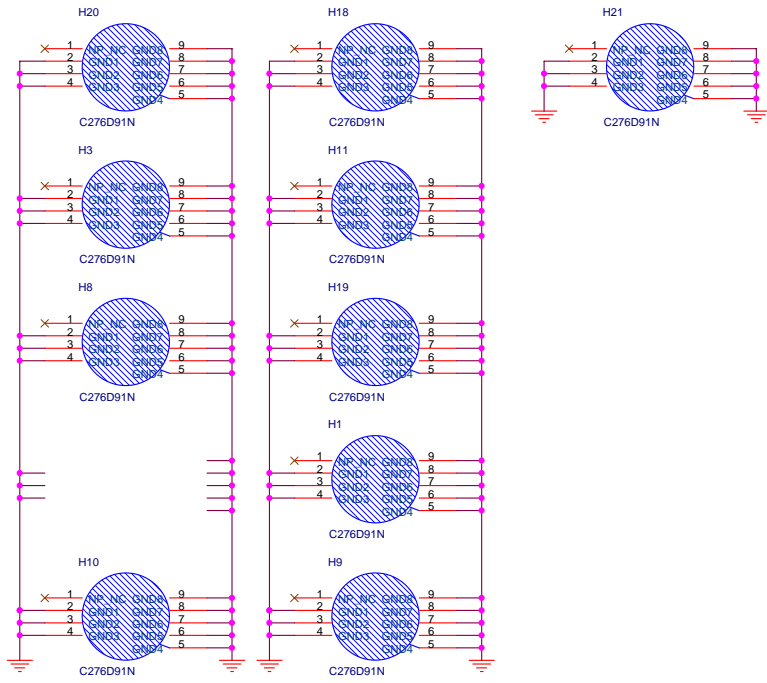 H20
1 NP_NC GND8 9
2 GND1 GND7 8
3 GND2 GND6 7
4 GND3 GND5 6
GND4 5
C276D91N
H18
1 NP_NC GND8 9
2 GND1 GND7 8
3 GND2 GND6 7
4 GND3 GND5 6
GND4 5
C276D91N
H21
1 NP_NC GND8 9
2 GND1 GND7 8
3 GND2 GND6 7
4 GND3 GND5 6
GND4 5
C276D91N
H3
1 NP_NC GND8 9
2 GND1 GND7 8
3 GND2 GND6 7
4 GND3 GND5 6
GND4 5
C276D91N
H11
1 NP_NC GND8 9
2 GND1 GND7 8
3 GND2 GND6 7
4 GND3 GND5 6
GND4 5
C276D91N
H8
1 NP_NC GND8 9
2 GND1 GND7 8
3 GND2 GND6 7
4 GND3 GND5 6
GND4 5
C276D91N
H19
1 NP_NC GND8 9
2 GND1 GND7 8
3 GND2 GND6 7
4 GND3 GND5 6
GND4 5
C276D91N
H1
1 NP_NC GND8 9
2 GND1 GND7 8
3 GND2 GND6 7
4 GND3 GND5 6
GND4 5
C276D91N
H10
1 NP_NC GND8 9
2 GND1 GND7 8
3 GND2 GND6 7
4 GND3 GND5 6
GND4 5
C276D91N
H9
1 NP_NC GND8 9
2 GND1 GND7 8
3 GND2 GND6 7
4 GND3 GND5 6
GND4 5
C276D91N